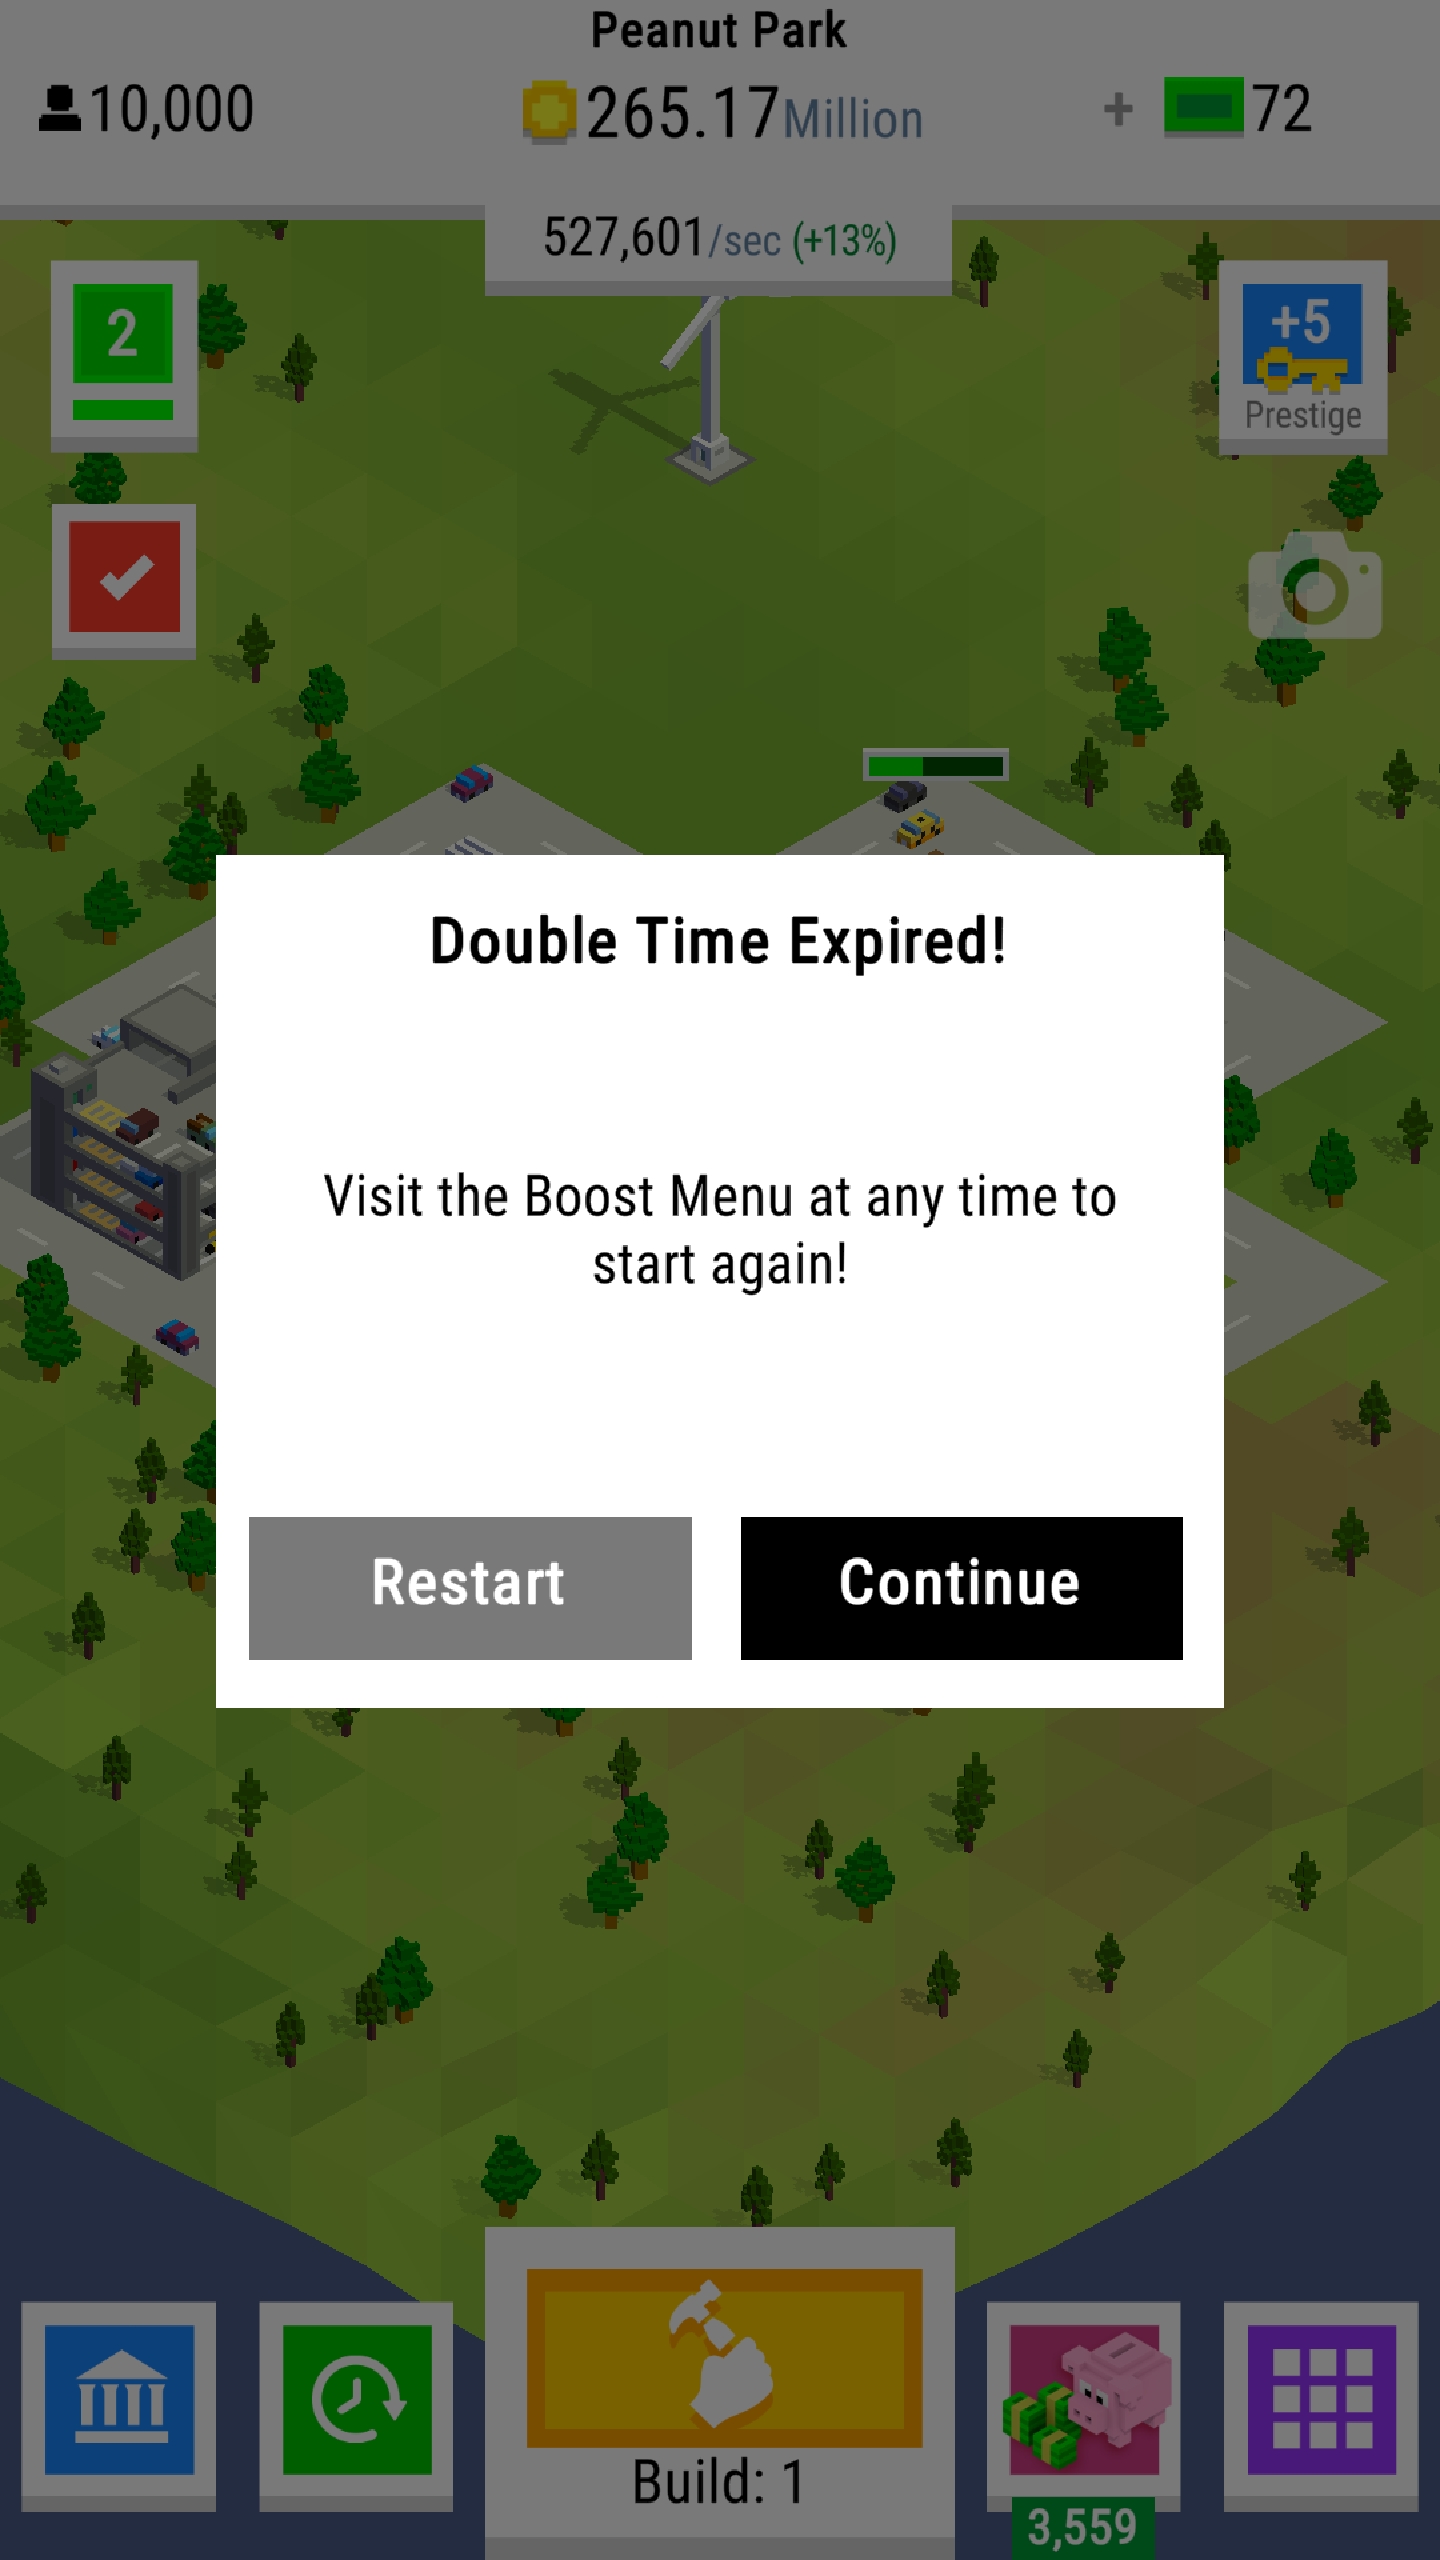 Peanut Park
10,000
265.17Million
+ 72
527,601/sec (+13%)
2
+5
Prestige
Double Time Expired!
Visit the Boost Menu at any time to
start again!
Restart
Continue
Build: 1
3,559